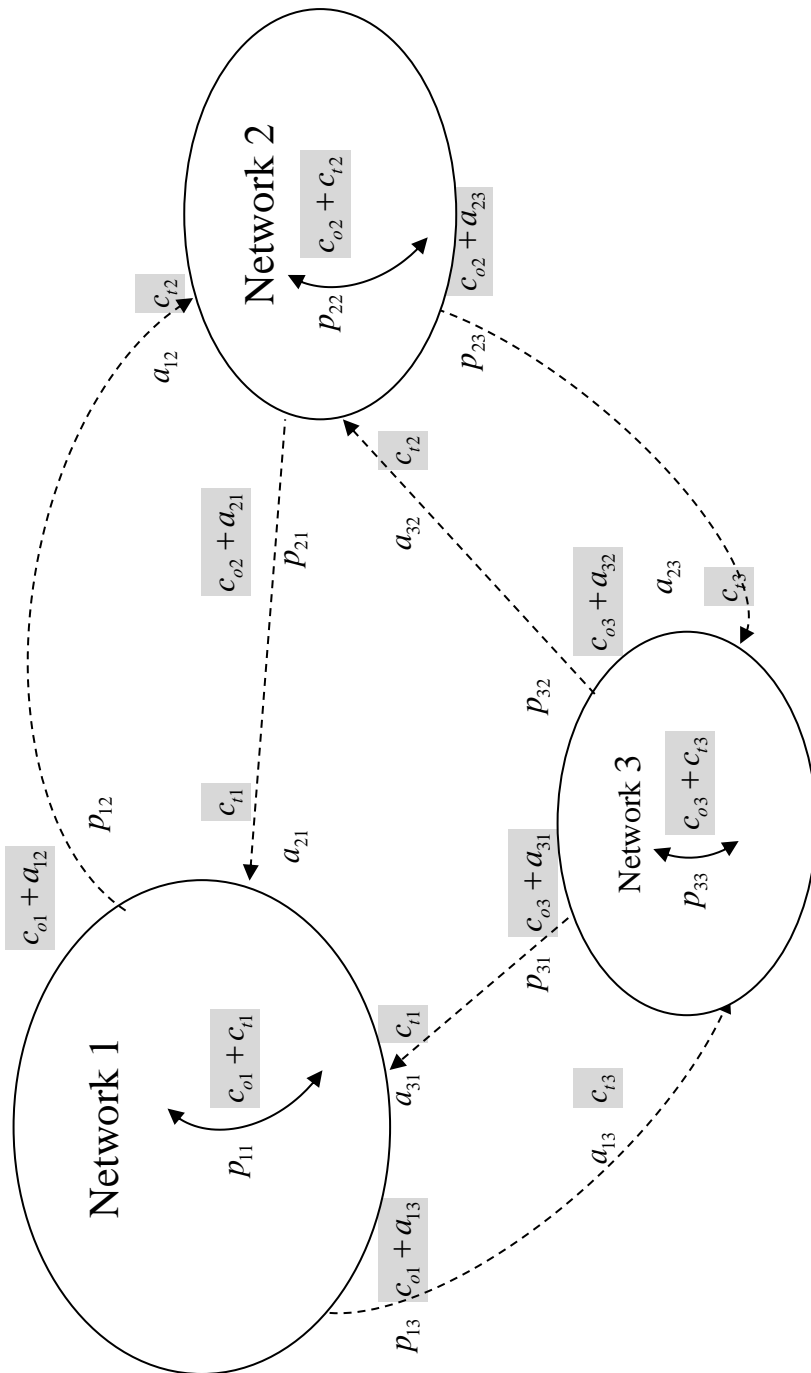 c_{o1} + a_{12}
p_{12}
Network 1
c_{t2}
a_{12}
c_{o1} + c_{t1}
p_{11}
c_{t1}
c_{o2} + a_{21}
Network 2
a_{21}
p_{21}
p_{22}
c_{o2} + c_{t2}
p_{13}
c_{o1} + a_{13}
a_{31}
c_{t1}
a_{32}
c_{t2}
p_{23}
c_{o2} + a_{23}
p_{31}
c_{o3} + a_{31}
p_{32}
a_{13}
c_{t3}
c_{o3} + a_{32}
Network 3
a_{23}
p_{33}
c_{o3} + c_{t3}
c_{t3}